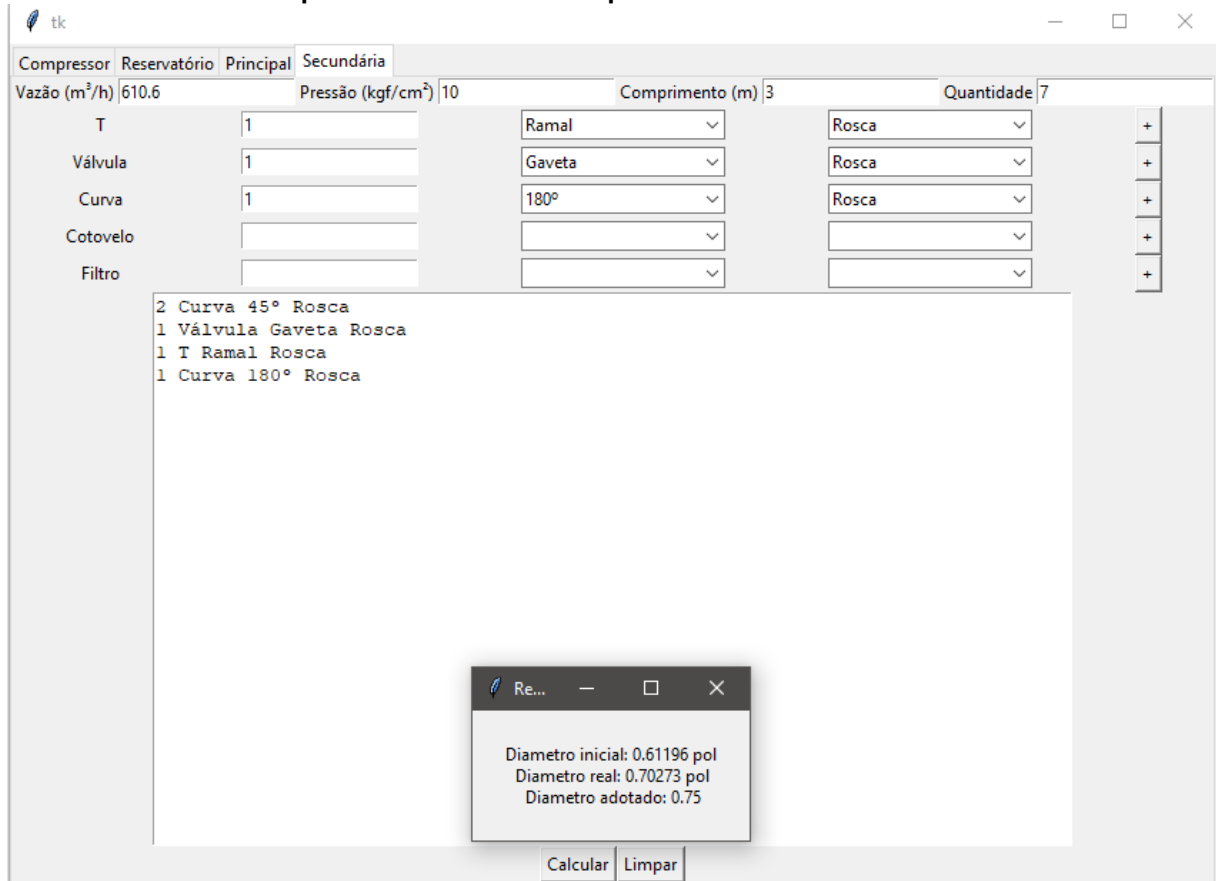 tk
Compressor Reservatório Principal Secundária
Vazão (m³/h) 610.6 Pressão (kgf/cm²) 10 Comprimento (m) 3 Quantidade 7
T 1 Ramal Rosca +
Válvula 1 Gaveta Rosca +
Curva 1 180º Rosca +
Cotovelo +
Filtro +
2 Curva 45º Rosca
1 Válvula Gaveta Rosca
1 T Ramal Rosca
1 Curva 180º Rosca
Re...
Diametro inicial: 0.61196 pol
Diametro real: 0.70273 pol
Diametro adotado: 0.75
Calcular Limpar